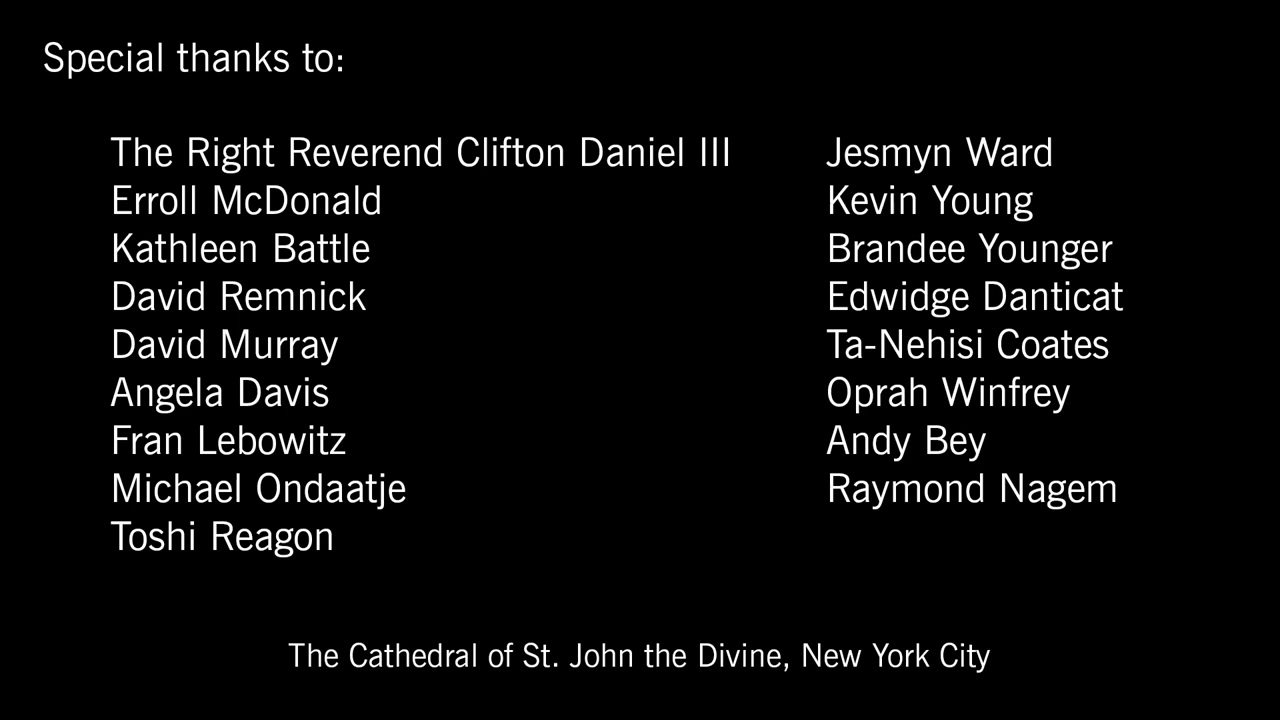 Special thanks to:
The Right Reverend Clifton Daniel III
Erroll McDonald
Kathleen Battle
David Remnick
David Murray
Angela Davis
Fran Lebowitz
Michael Ondaatje
Toshi Reagon
Jesmyn Ward
Kevin Young
Brandee Younger
Edwidge Danticat
Ta-Nehisi Coates
Oprah Winfrey
Andy Bey
Raymond Nagem
The Cathedral of St. John the Divine, New York City